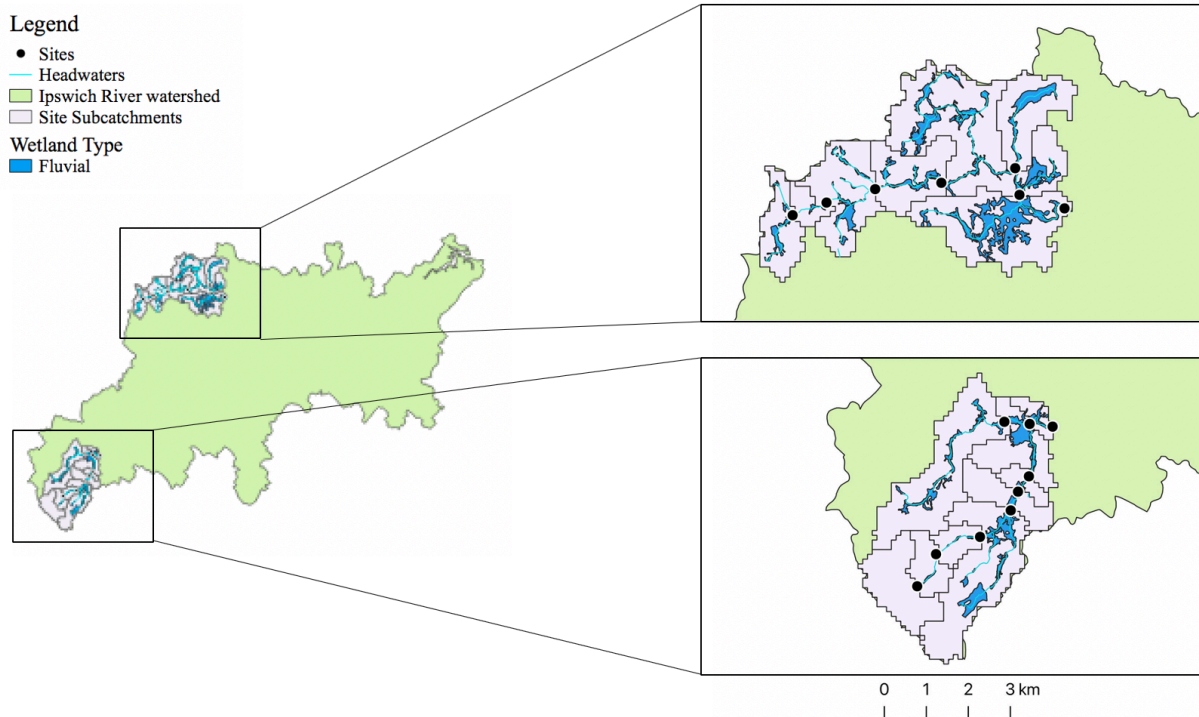 Legend
Sites
Headwaters
Ipswich River watershed
Site Subcatchments
Wetland Type
Fluvial
0 1 2 3 km